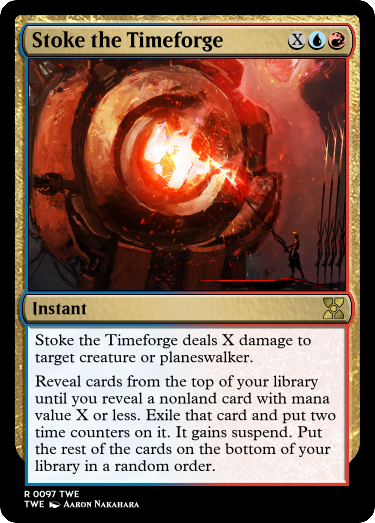 Stoke the Timeforge X
Instant
Stoke the Timeforge deals X damage to
target creature or planeswalker.
Reveal cards from the top of your library
until you reveal a nonland card with mana
value X or less. Exile that card and put two
time counters on it. It gains suspend. Put
the rest of the cards on the bottom of your
library in a random order.
R 0097 TWE
TWE Aaron Nakahara